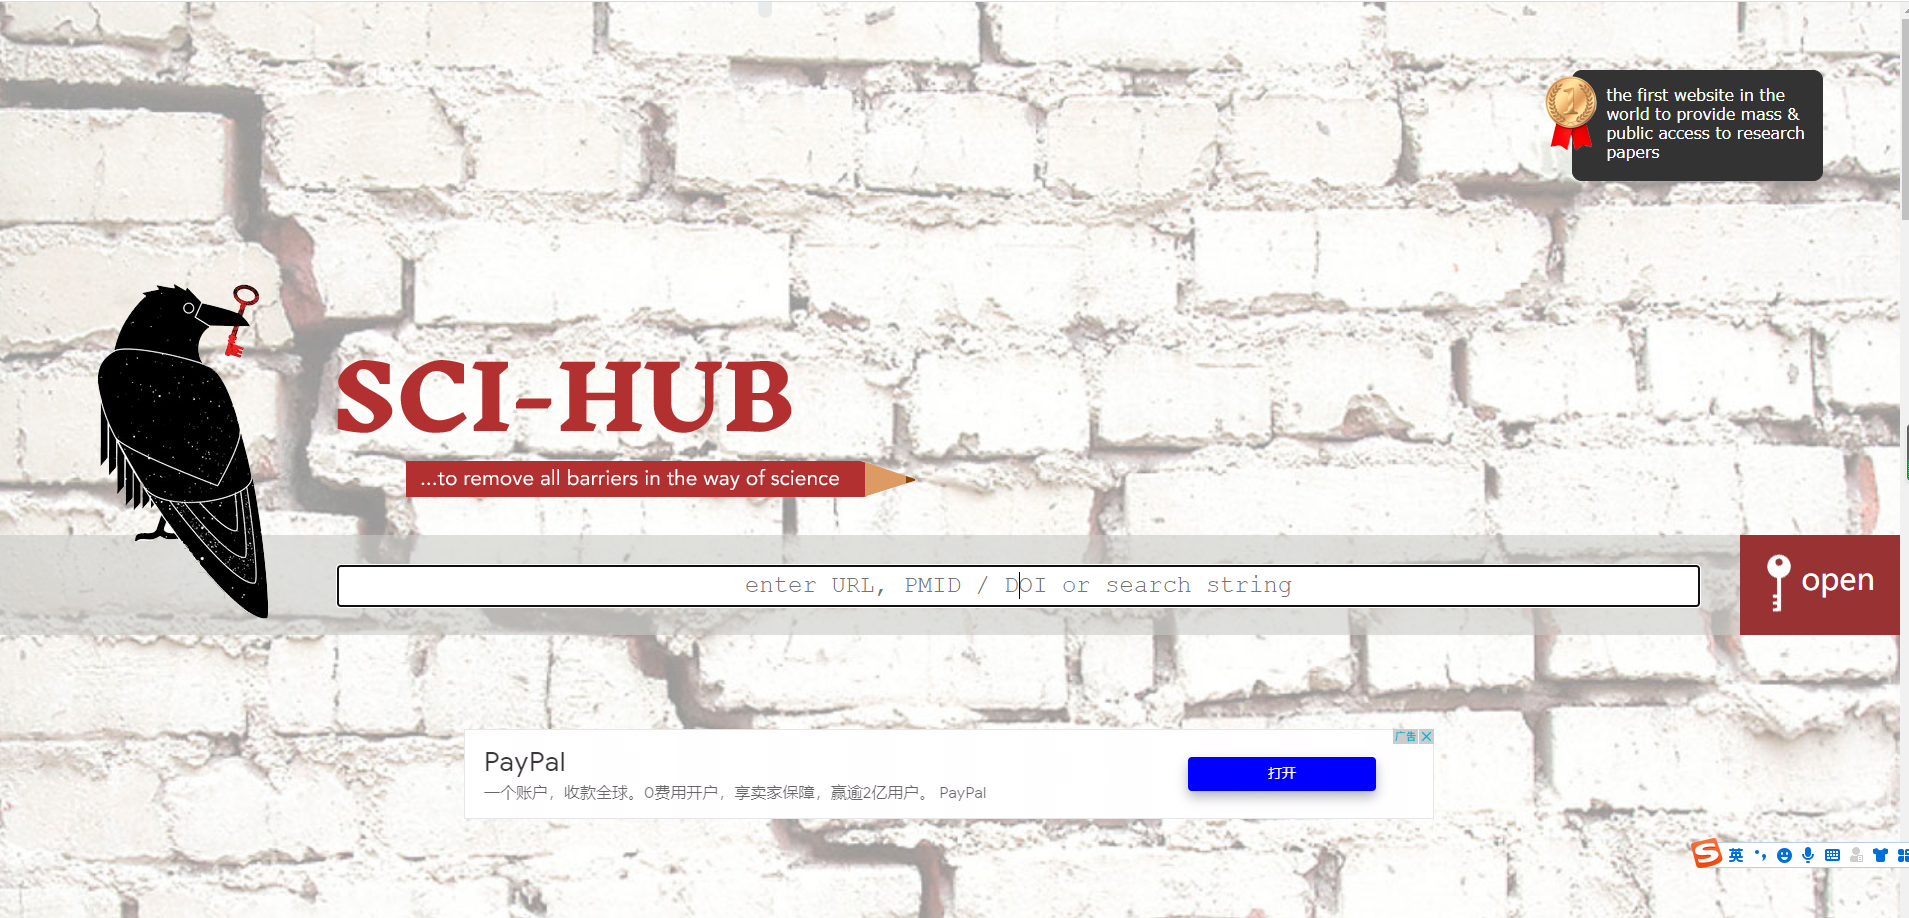 the first website in the
world to provide mass &
public access to research
papers
SCI-HUB
...to remove all barriers in the way of science
enter URL, PMID / DOI or search string
open
广告
PayPal
一个账户，收款全球。0费用开户，享卖家保障，赢逾2亿用户。 PayPal
打开
英